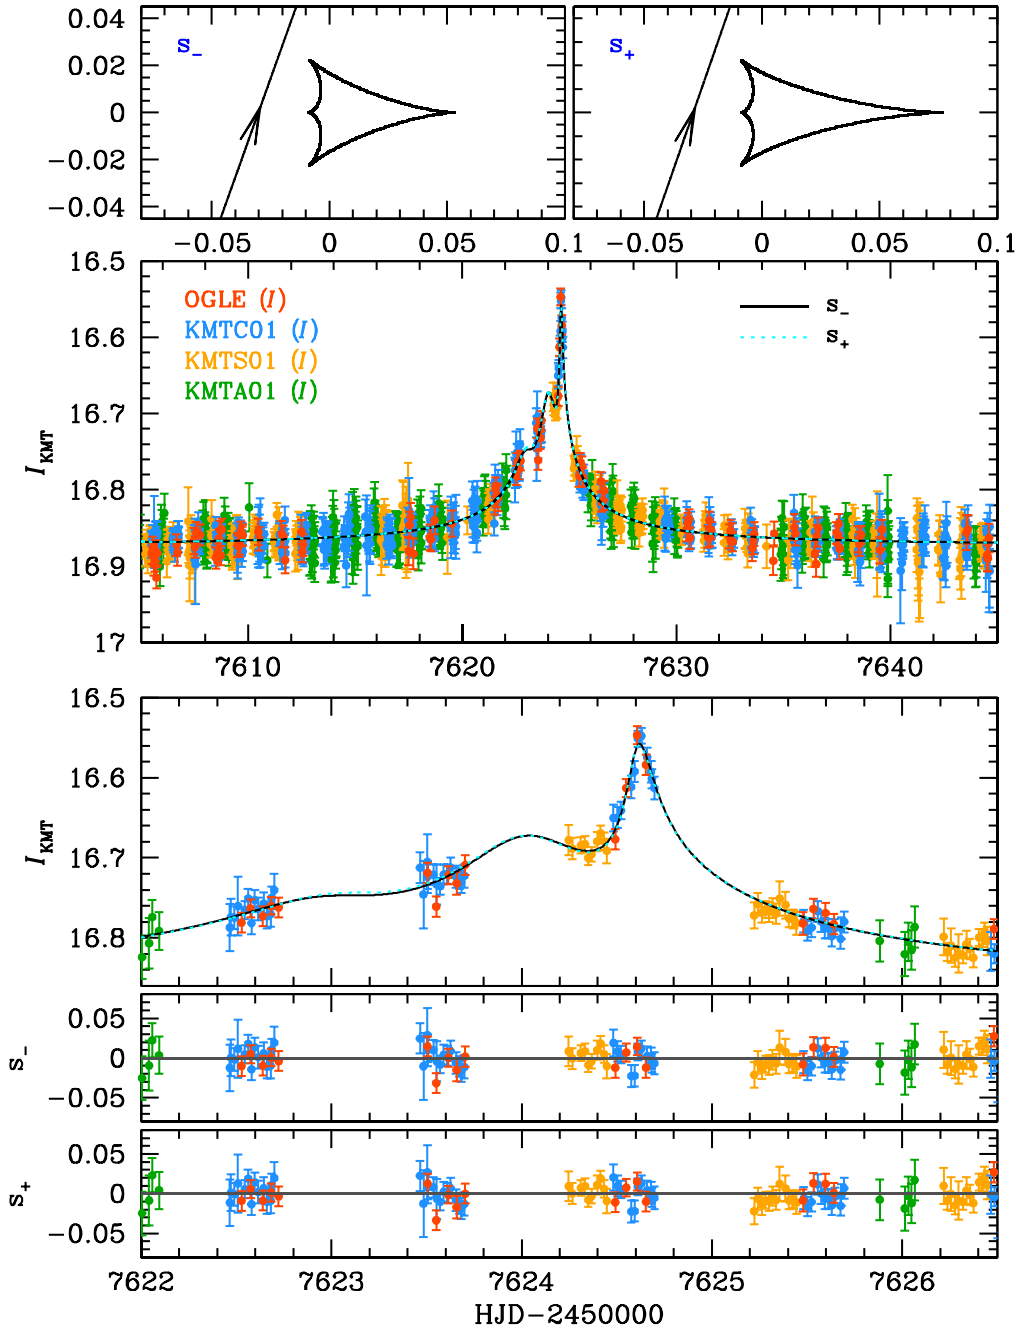 0.04
0.02
0
−0.02
−0.04
s−
s+
−0.05 0 0.05 0.1
−0.05 0 0.05 0.1
16.5
16.6
16.7
16.8
16.9
17
I KMT
OGLE (I)
KMTC01 (I)
KMTS01 (I)
KMTA01 (I)
s−
s+
7610 7620 7630 7640
16.5
16.6
16.7
16.8
I KMT
0.05
0
−0.05
s−
0.05
0
−0.05
s+
7622 7623 7624 7625 7626
HJD−2450000